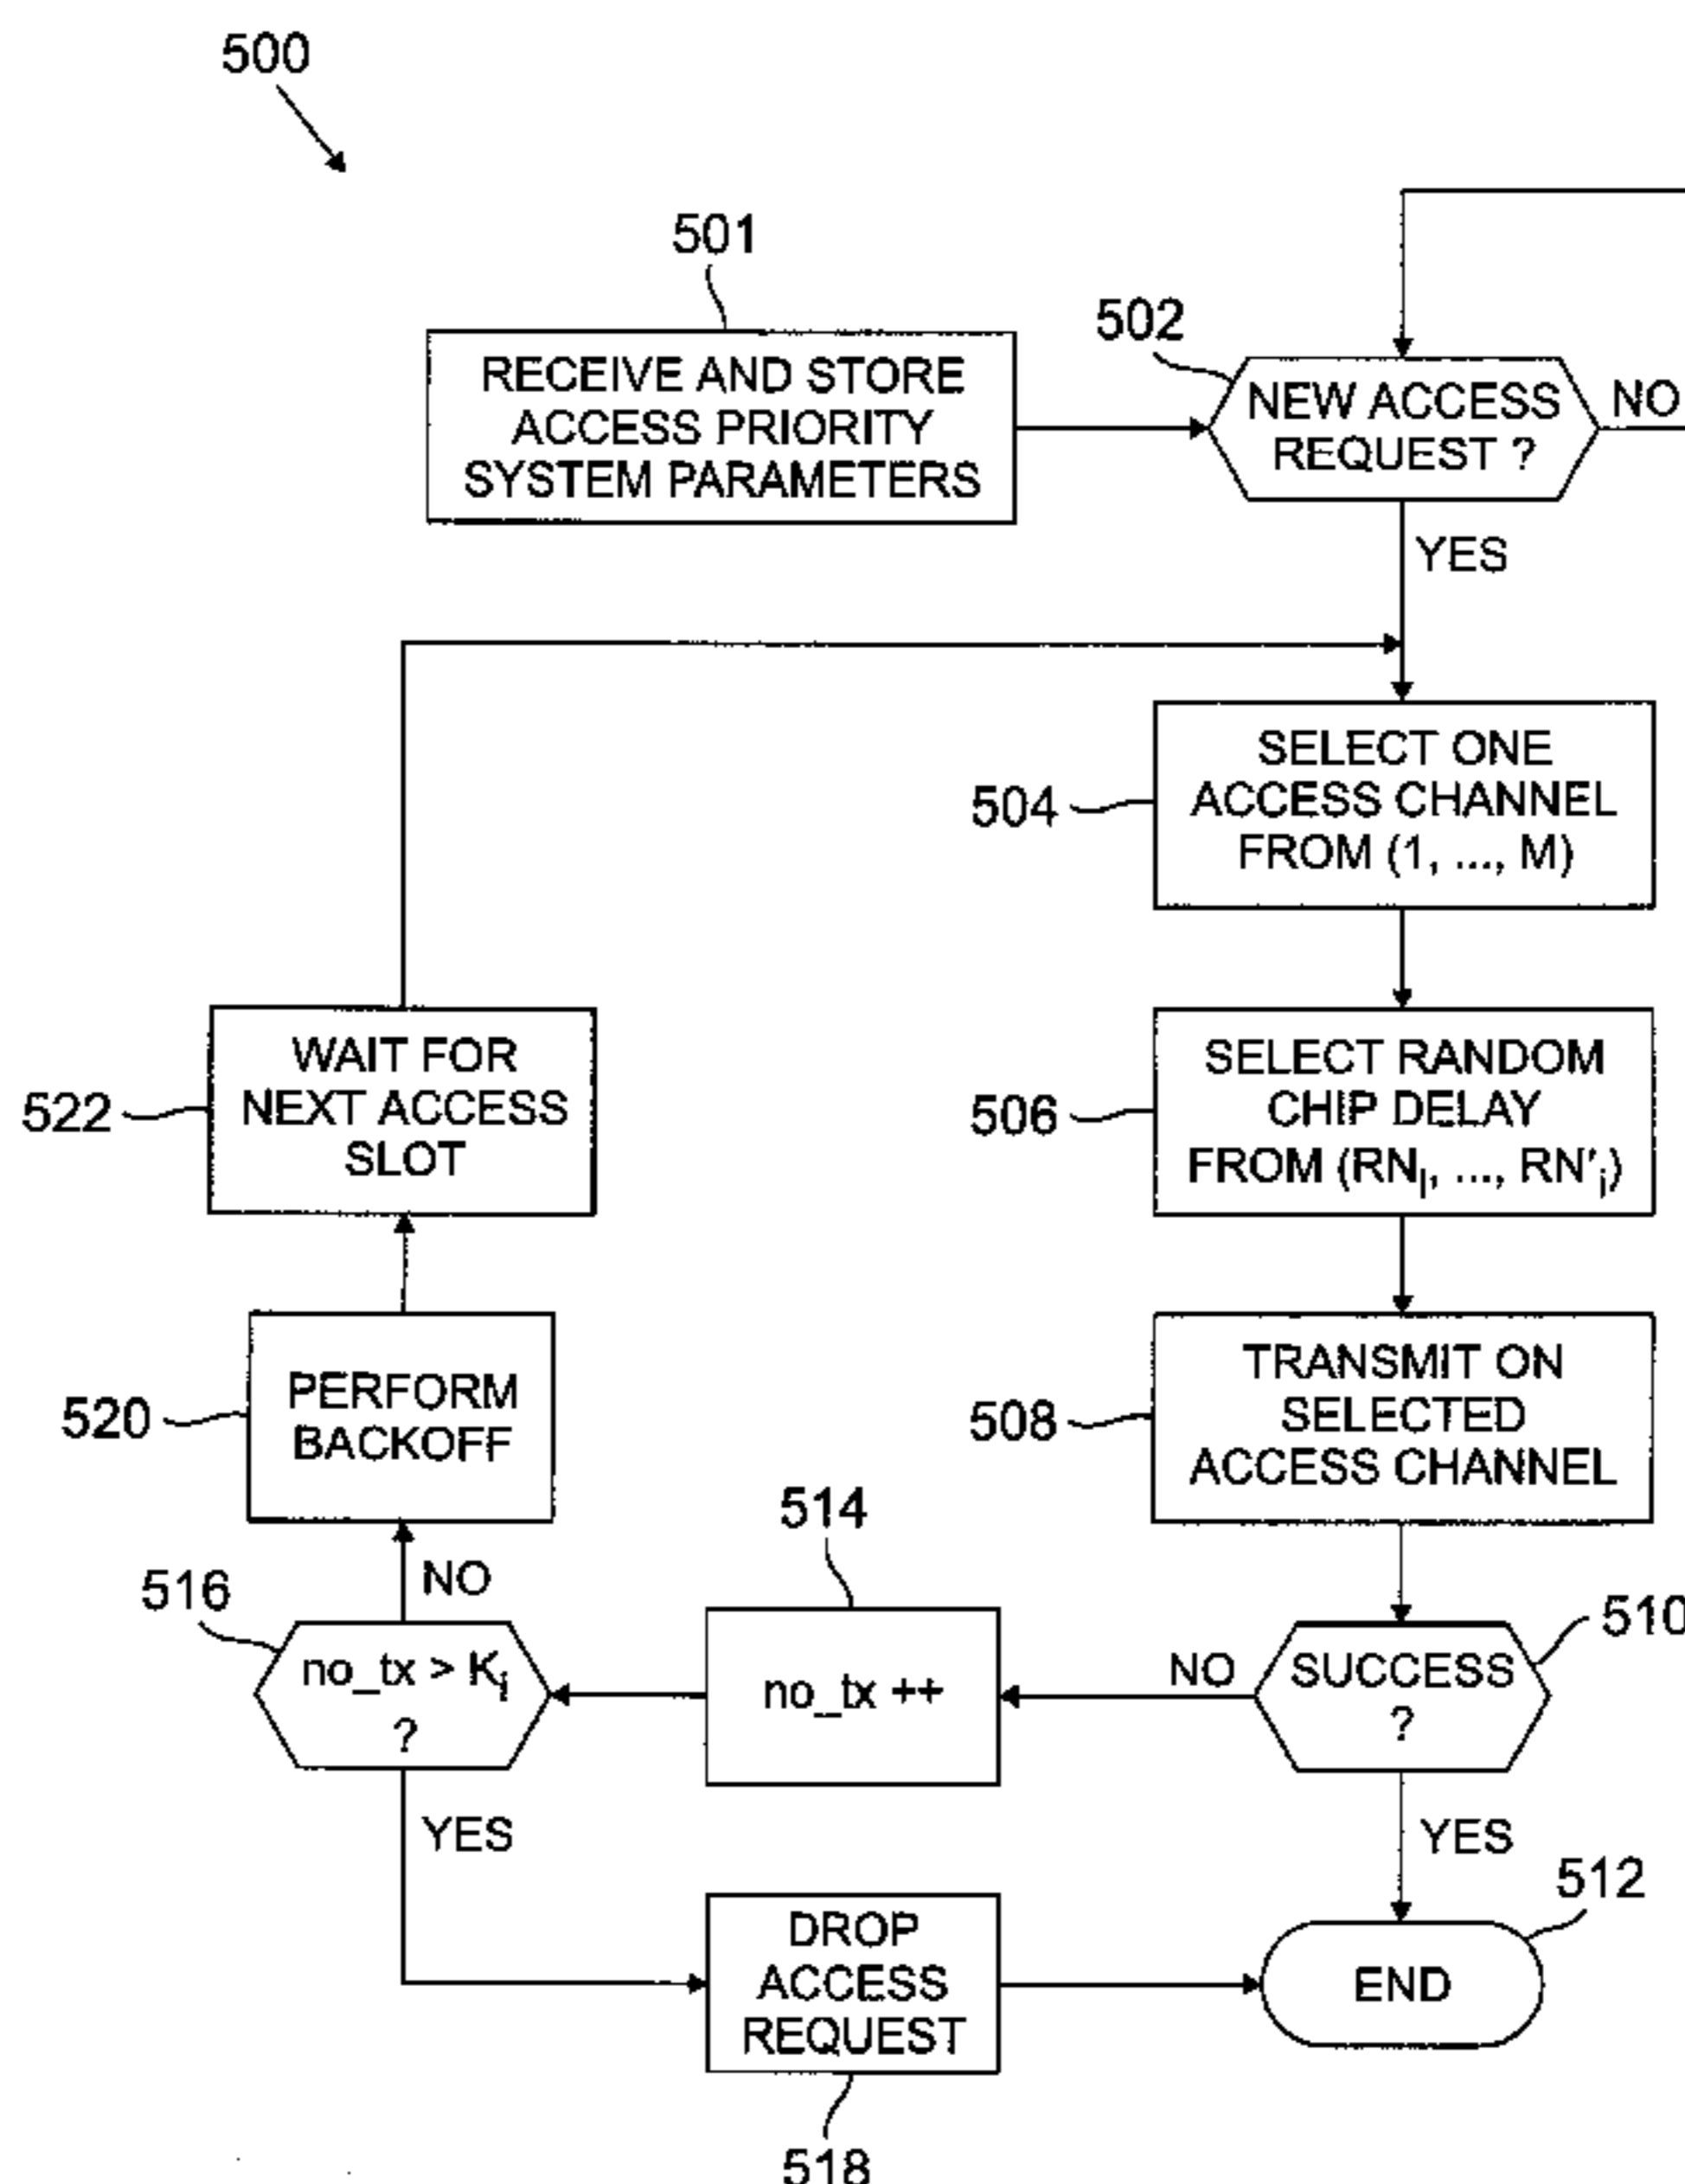 500
501
RECEIVE AND STORE
ACCESS PRIORITY
SYSTEM PARAMETERS
502
NEW ACCESS
REQUEST ?
NO
YES
504
SELECT ONE
ACCESS CHANNEL
FROM (1, ..., M)
506
SELECT RANDOM
CHIP DELAY
FROM (RNi, ..., RN'i)
508
TRANSMIT ON
SELECTED
ACCESS CHANNEL
510
SUCCESS
?
NO
YES
512
END
514
no_tx ++
516
no_tx > Ki
?
NO
YES
518
DROP
ACCESS
REQUEST
520
PERFORM
BACKOFF
522
WAIT FOR
NEXT ACCESS
SLOT